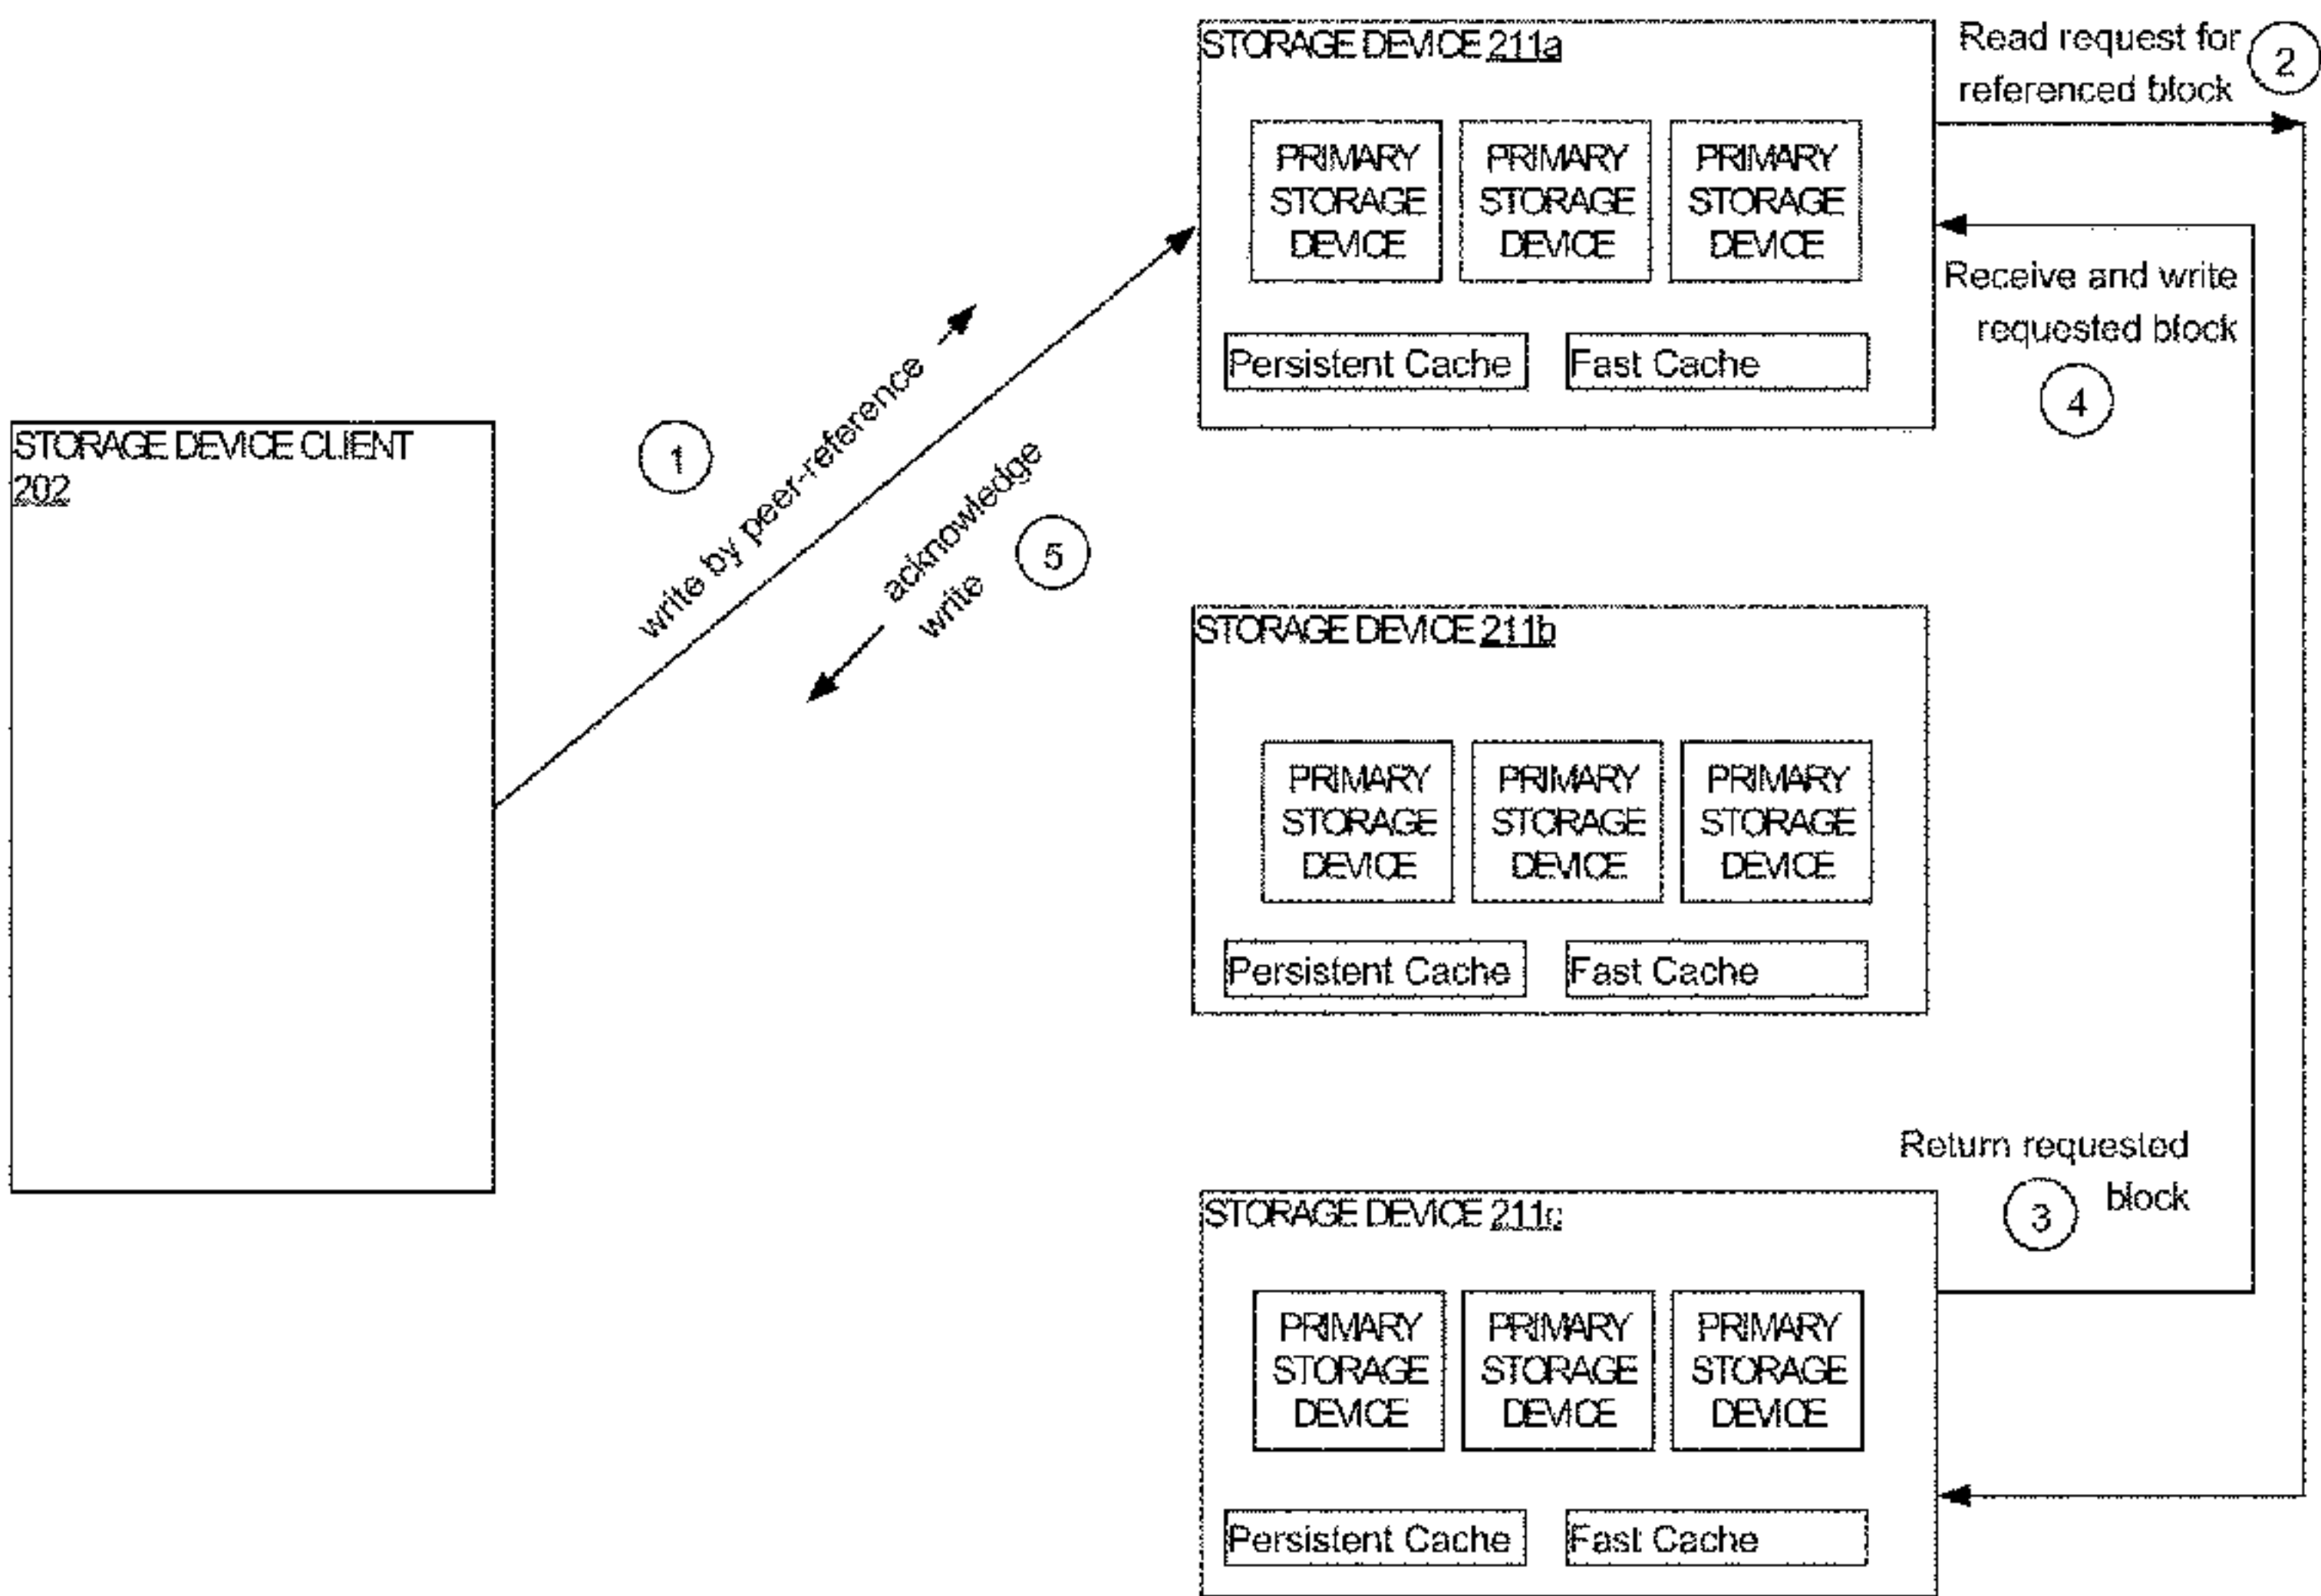 STORAGE DEVICE 211a
Read request for
referenced block
2
PRIMARY
STORAGE
DEVICE
PRIMARY
STORAGE
DEVICE
PRIMARY
STORAGE
DEVICE
Receive and write
requested block
4
Persistent Cache
Fast Cache
STORAGE DEVICE CLIENT
202
1
write by peer-reference
acknowledge
write
5
STORAGE DEVICE 211b
PRIMARY
STORAGE
DEVICE
PRIMARY
STORAGE
DEVICE
PRIMARY
STORAGE
DEVICE
Persistent Cache
Fast Cache
Return requested
block
3
STORAGE DEVICE 211c
PRIMARY
STORAGE
DEVICE
PRIMARY
STORAGE
DEVICE
PRIMARY
STORAGE
DEVICE
Persistent Cache
Fast Cache